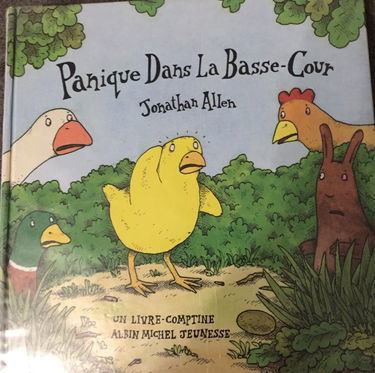 Panique Dans La Basse-Cour
Jonathan Allen
UN LIVRE-COMPTINE
ALBIN MICHEL JEUNESSE